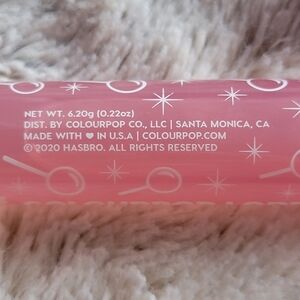 NET WT. 6.20g (0.22oz)
DIST. BY COLOURPOP CO., LLC | SANTA MONICA, CA
MADE WITH ♥ IN U.S.A | COLOURPOP.COM
© 2020 HASBRO. ALL RIGHTS RESERVED